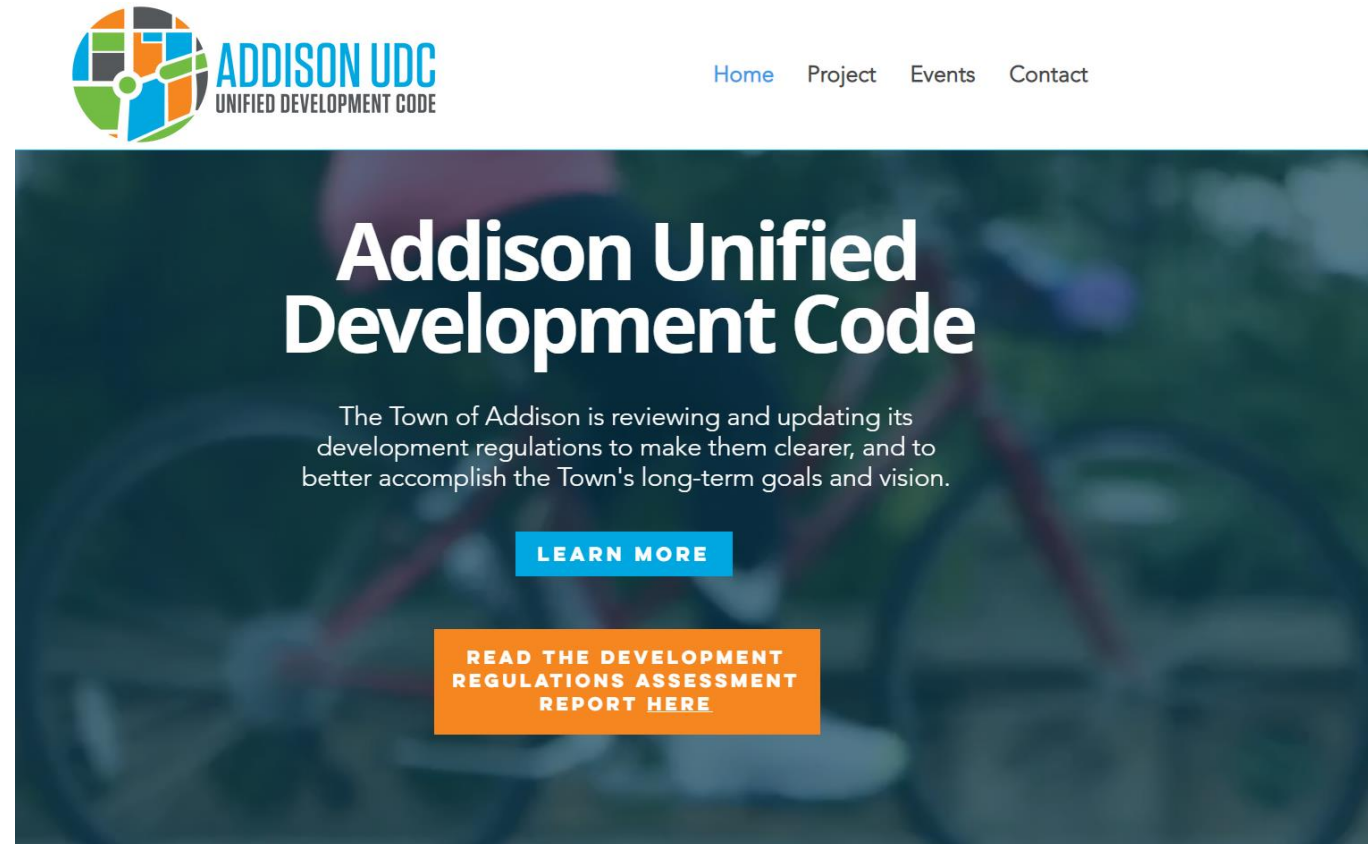 ADDISON UDC
UNIFIED DEVELOPMENT CODE
Home Project Events Contact
Addison Unified
Development Code
The Town of Addison is reviewing and updating its
development regulations to make them clearer, and to
better accomplish the Town's long-term goals and vision.
LEARN MORE
READ THE DEVELOPMENT
REGULATIONS ASSESSMENT
REPORT HERE